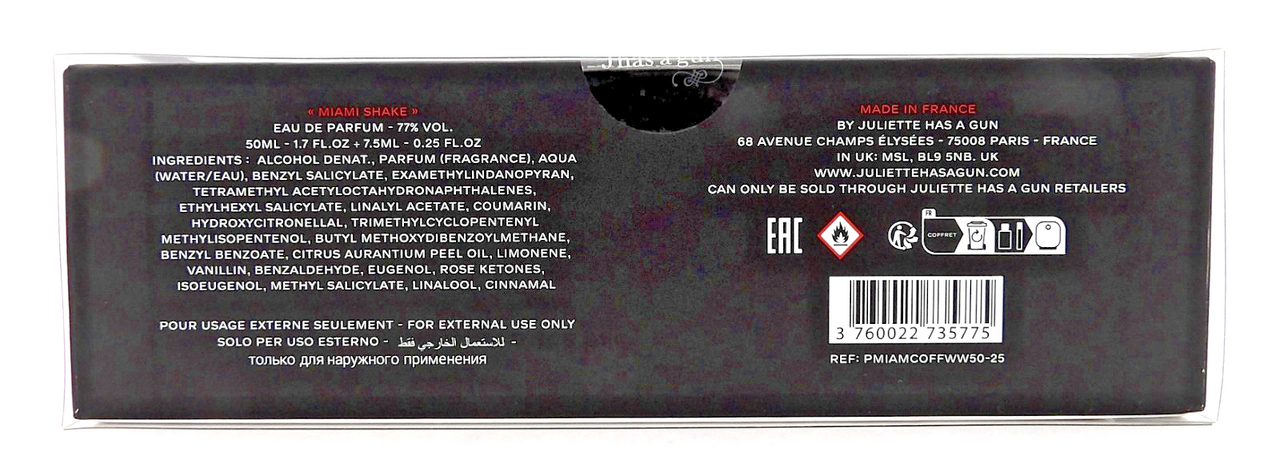 J has a gun
« MIAMI SHAKE »
EAU DE PARFUM - 77% VOL.
50ML - 1.7 FL.OZ + 7.5ML - 0.25 FL.OZ
INGREDIENTS : ALCOHOL DENAT., PARFUM (FRAGRANCE), AQUA
(WATER/EAU), BENZYL SALICYLATE, EXAMETHYLINDANOPYRAN,
TETRAMETHYL ACETYLOCTAHYDRONAPHTHALENES,
ETHYLHEXYL SALICYLATE, LINALYL ACETATE, COUMARIN,
HYDROXYCITRONELLAL, TRIMETHYLCYCLOPENTENYL
METHYLISOPENTENOL, BUTYL METHOXYDIBENZOYLMETHANE,
BENZYL BENZOATE, CITRUS AURANTIUM PEEL OIL, LIMONENE,
VANILLIN, BENZALDEHYDE, EUGENOL, ROSE KETONES,
ISOEUGENOL, METHYL SALICYLATE, LINALOOL, CINNAMAL
POUR USAGE EXTERNE SEULEMENT - FOR EXTERNAL USE ONLY
SOLO PER USO ESTERNO - للاستعمال الخارجي فقط -
только для наружного применения
MADE IN FRANCE
BY JULIETTE HAS A GUN
68 AVENUE CHAMPS ÉLYSÉES - 75008 PARIS - FRANCE
IN UK: MSL, BL9 5NB. UK
WWW.JULIETTEHASAGUN.COM
CAN ONLY BE SOLD THROUGH JULIETTE HAS A GUN RETAILERS
EAC
FR
COFFRET
3 760022 735775
REF: PMIAMCOFFWW50-25